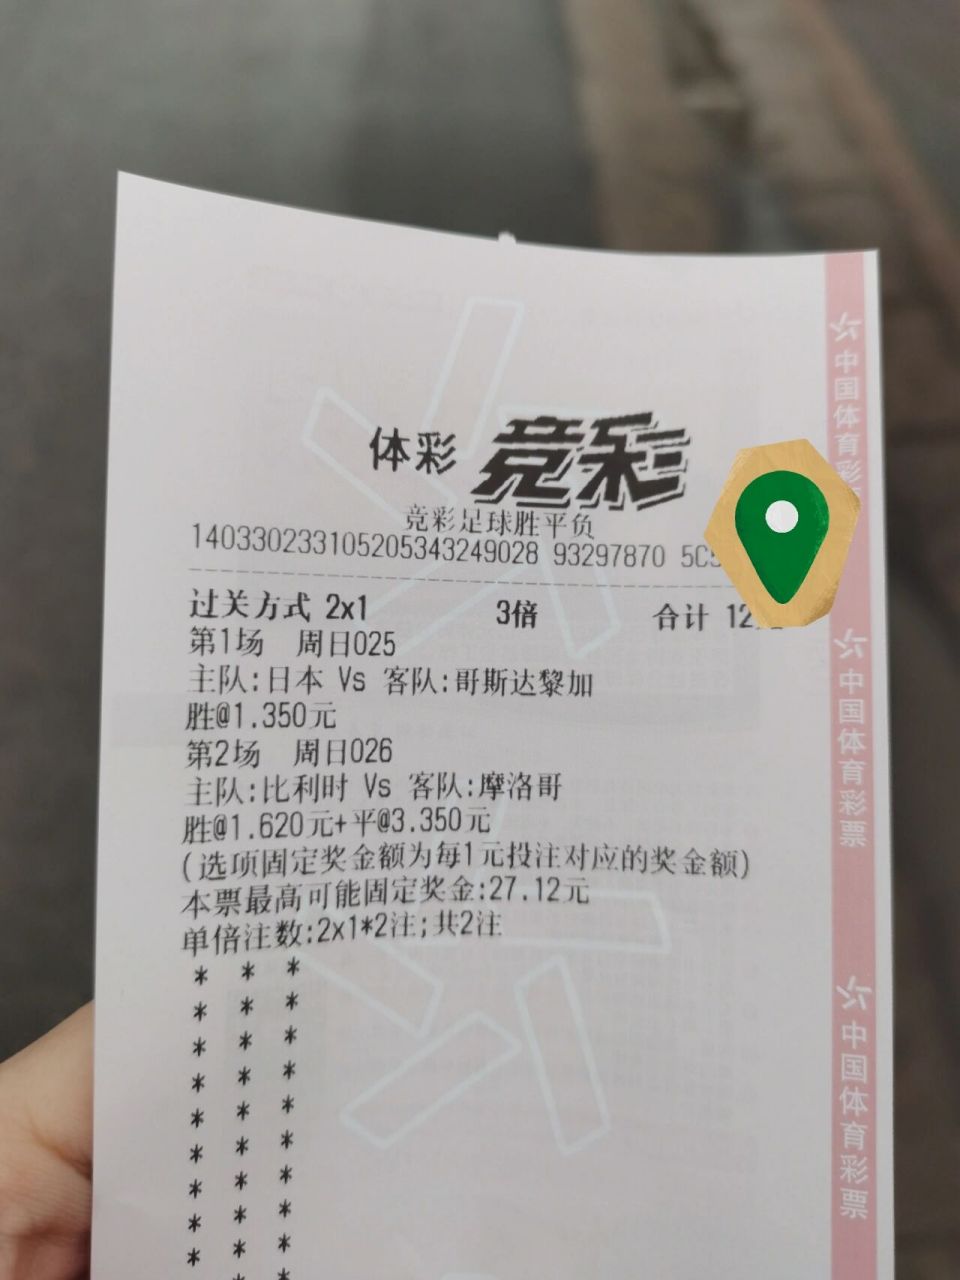 体彩 竞彩
竞彩足球胜平负
140330233105205343249028 93297870 5C
过关方式 2x1 3倍 合计 12
第1场 周日025
主队:日本 Vs 客队:哥斯达黎加
胜@1.350元
第2场 周日026
主队:比利时 Vs 客队:摩洛哥
胜@1.620元+平@3.350元
(选项固定奖金额为每1元投注对应的奖金额)
本票最高可能固定奖金:27.12元
单倍注数:2x1*2注;共2注
* * *
* * *
* * *
* * *
* * *
* * *
* * *
* * *
* * *
* *
中国体育彩
中国体育彩票
中国体育彩票